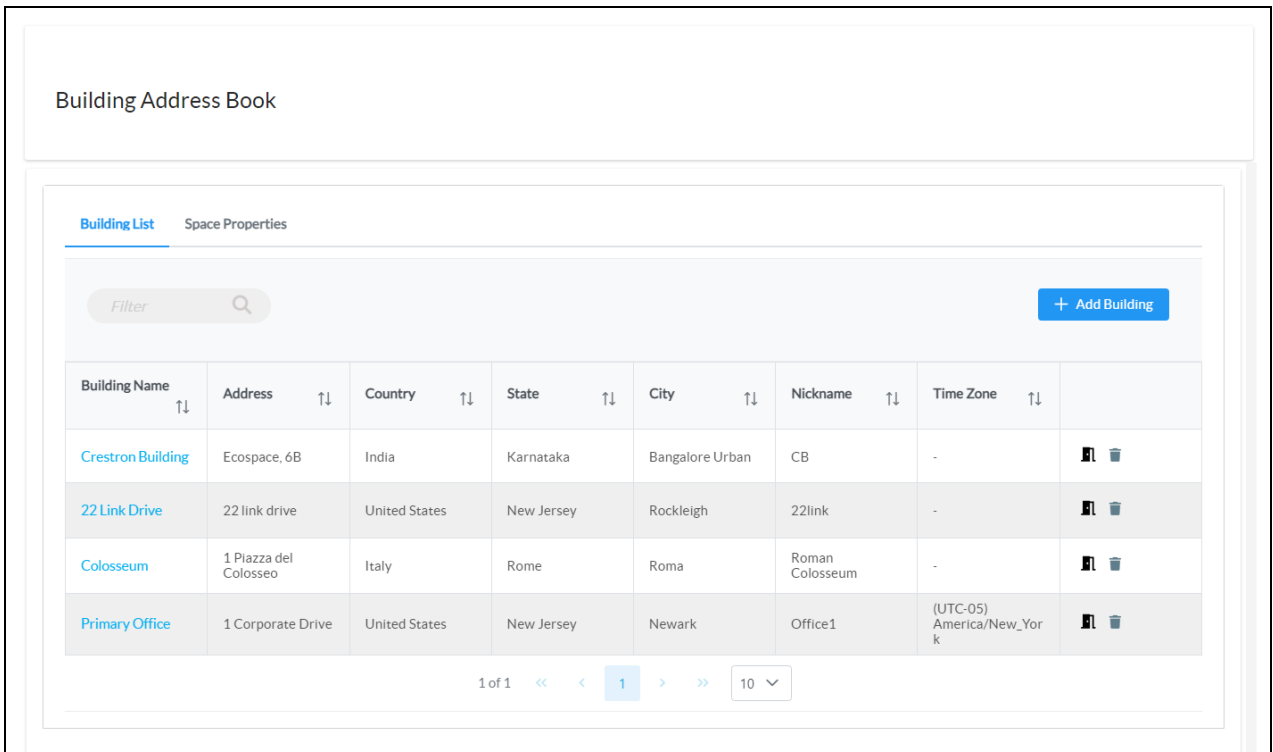 Building Address Book
Building List Space Properties
Filter
+ Add Building
Building Name Address Country State City Nickname Time Zone
Crestron Building Ecospace, 6B India Karnataka Bangalore Urban CB -
22 Link Drive 22 link drive United States New Jersey Rockleigh 22link -
Colosseum 1 Piazza del Colosseo Italy Rome Roma Roman Colosseum -
Primary Office 1 Corporate Drive United States New Jersey Newark Office1 (UTC-05) America/New_York
1 of 1 << < 1 > >> 10